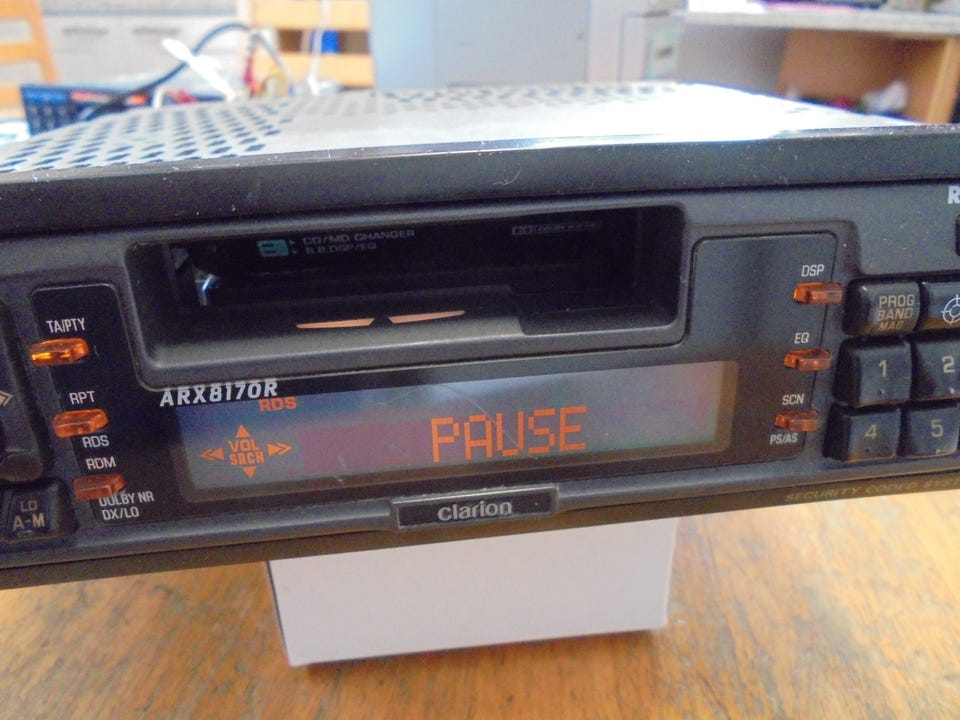 CD/MD CHANGER
B.B.DSP/EQ
R
DSP
PROG
BAND
MAG
TA/PTY
EQ
1
2
RPT
RDS
RDM
DOLBY NR
DX/LO
LD
A-M
ARX8170R
RDS
VOL
SRCH
PAUSE
SCN
PS/AS
4
5
clarion
SECURITY CODED